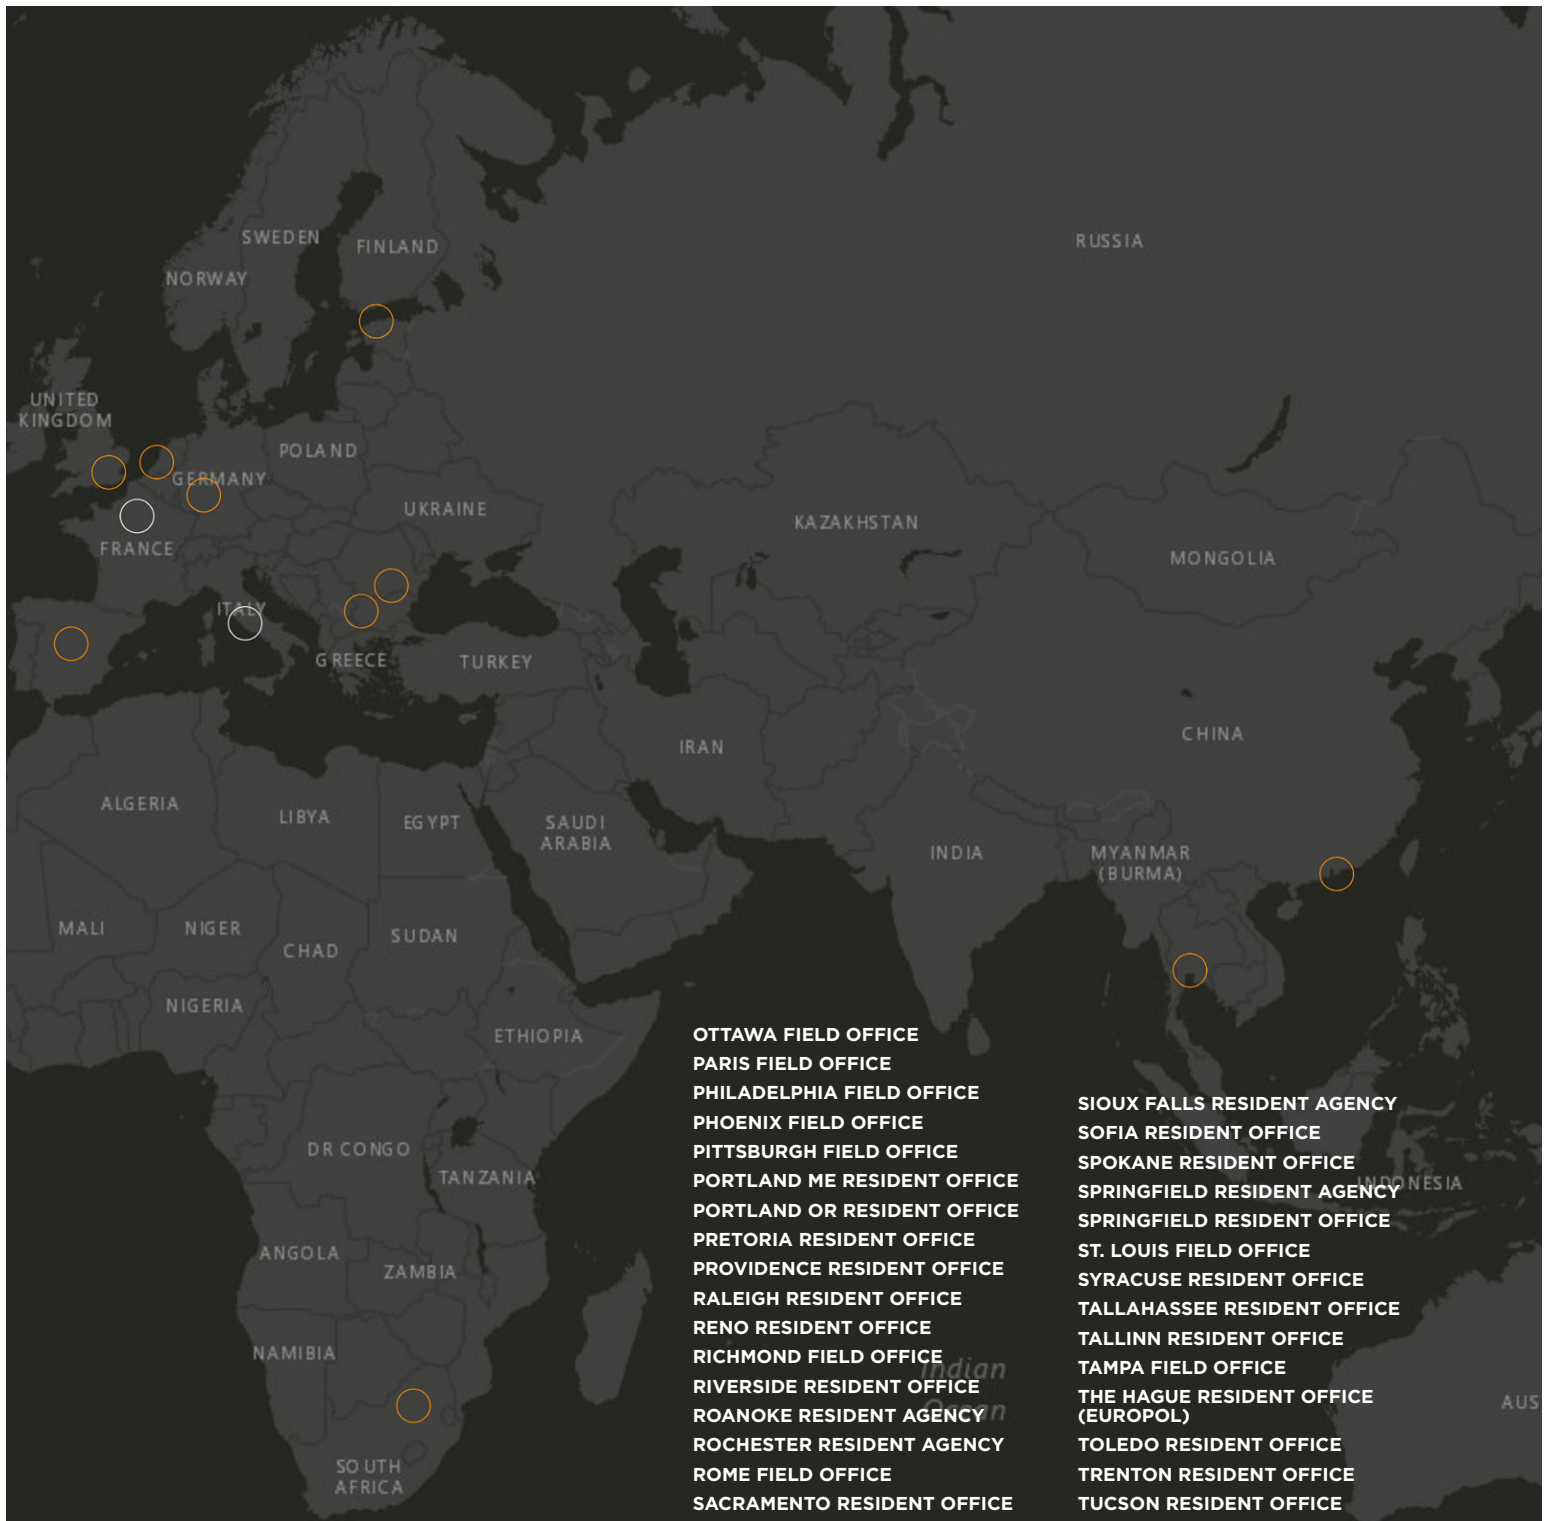 SWEDEN
FINLAND
NORWAY
RUSSIA
UNITED
KINGDOM
POLAND
GERMANY
UKRAINE
KAZAKHSTAN
FRANCE
MONGOLIA
ITALY
GREECE
TURKEY
IRAN
CHINA
ALGERIA
LIBYA
EGYPT
SAUDI
ARABIA
INDIA
MYANMAR
(BURMA)
MALI
NIGER
CHAD
SUDAN
NIGERIA
ETHIOPIA
DR CONGO
TANZANIA
ANGOLA
ZAMBIA
NAMIBIA
SOUTH
AFRICA
INDONESIA
Indian
Ocean
AUS
OTTAWA FIELD OFFICE
PARIS FIELD OFFICE
PHILADELPHIA FIELD OFFICE
PHOENIX FIELD OFFICE
PITTSBURGH FIELD OFFICE
PORTLAND ME RESIDENT OFFICE
PORTLAND OR RESIDENT OFFICE
PRETORIA RESIDENT OFFICE
PROVIDENCE RESIDENT OFFICE
RALEIGH RESIDENT OFFICE
RENO RESIDENT OFFICE
RICHMOND FIELD OFFICE
RIVERSIDE RESIDENT OFFICE
ROANOKE RESIDENT AGENCY
ROCHESTER RESIDENT AGENCY
ROME FIELD OFFICE
SACRAMENTO RESIDENT OFFICE
SIOUX FALLS RESIDENT AGENCY
SOFIA RESIDENT OFFICE
SPOKANE RESIDENT OFFICE
SPRINGFIELD RESIDENT AGENCY
SPRINGFIELD RESIDENT OFFICE
ST. LOUIS FIELD OFFICE
SYRACUSE RESIDENT OFFICE
TALLAHASSEE RESIDENT OFFICE
TALLINN RESIDENT OFFICE
TAMPA FIELD OFFICE
THE HAGUE RESIDENT OFFICE
(EUROPOL)
TOLEDO RESIDENT OFFICE
TRENTON RESIDENT OFFICE
TUCSON RESIDENT OFFICE